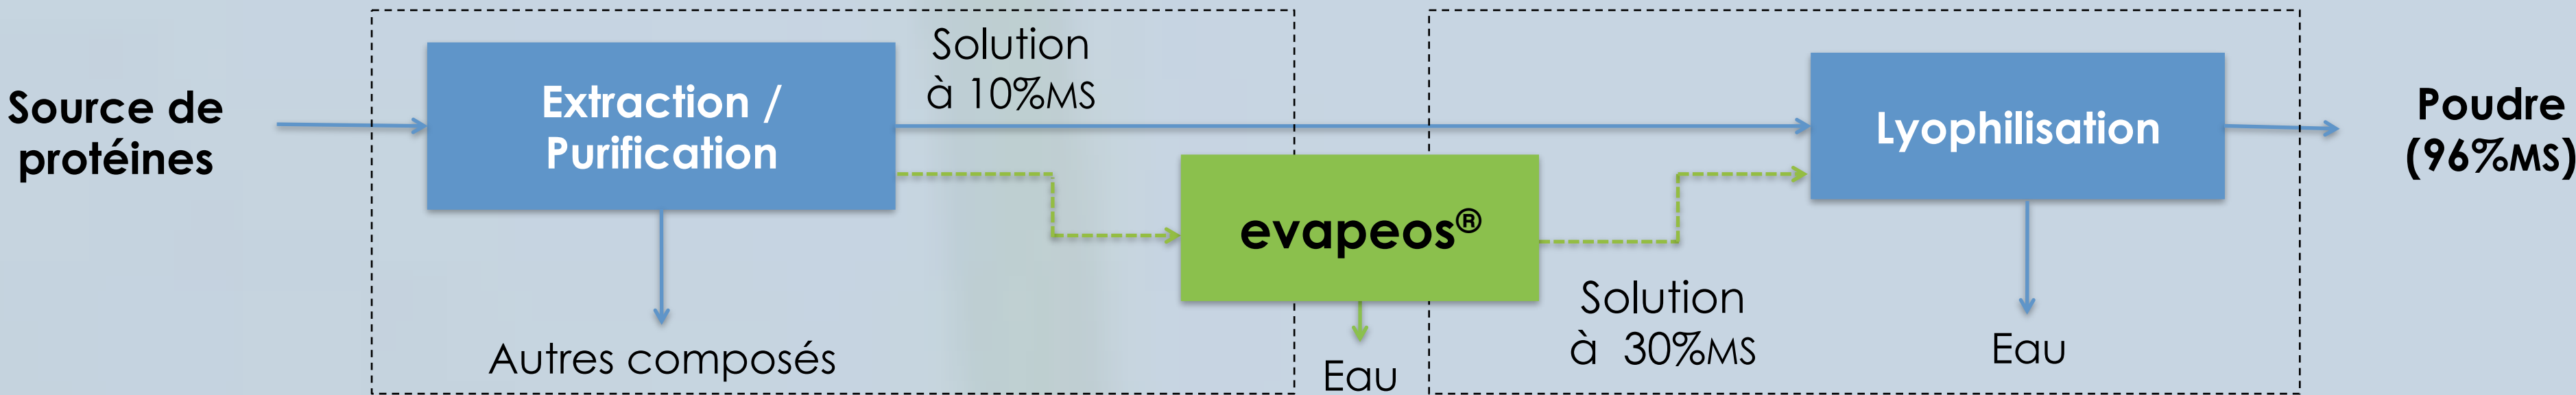 Source de
protéines
Extraction /
Purification
Autres composés
Solution
à 10%MS
evapeos®
Eau
Solution
à 30%MS
Lyophilisation
Eau
Poudre
(96%MS)